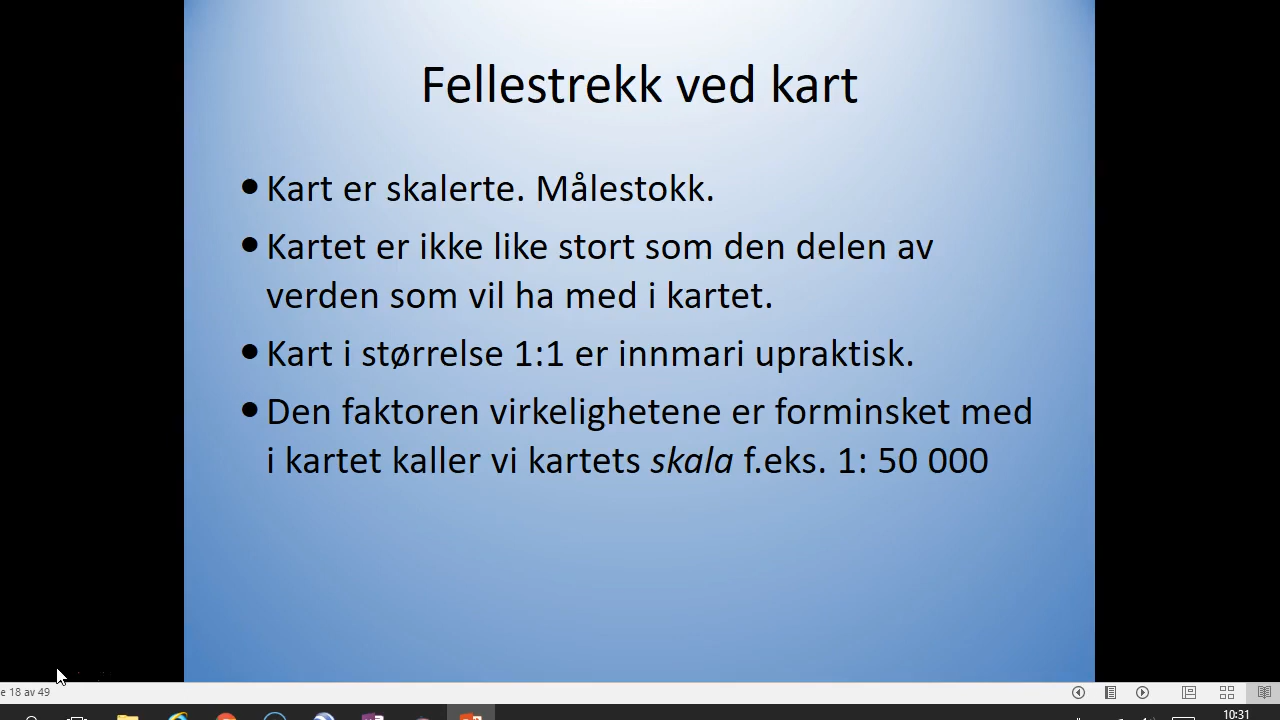 Fellestrekk ved kart
• Kart er skalerte. Målestokk.
• Kartet er ikke like stort som den delen av
verden som vil ha med i kartet.
• Kart i størrelse 1:1 er innmari upraktisk.
• Den faktoren virkelighetene er forminsket med
i kartet kaller vi kartets skala f.eks. 1: 50 000
e 18 av 49
10:31